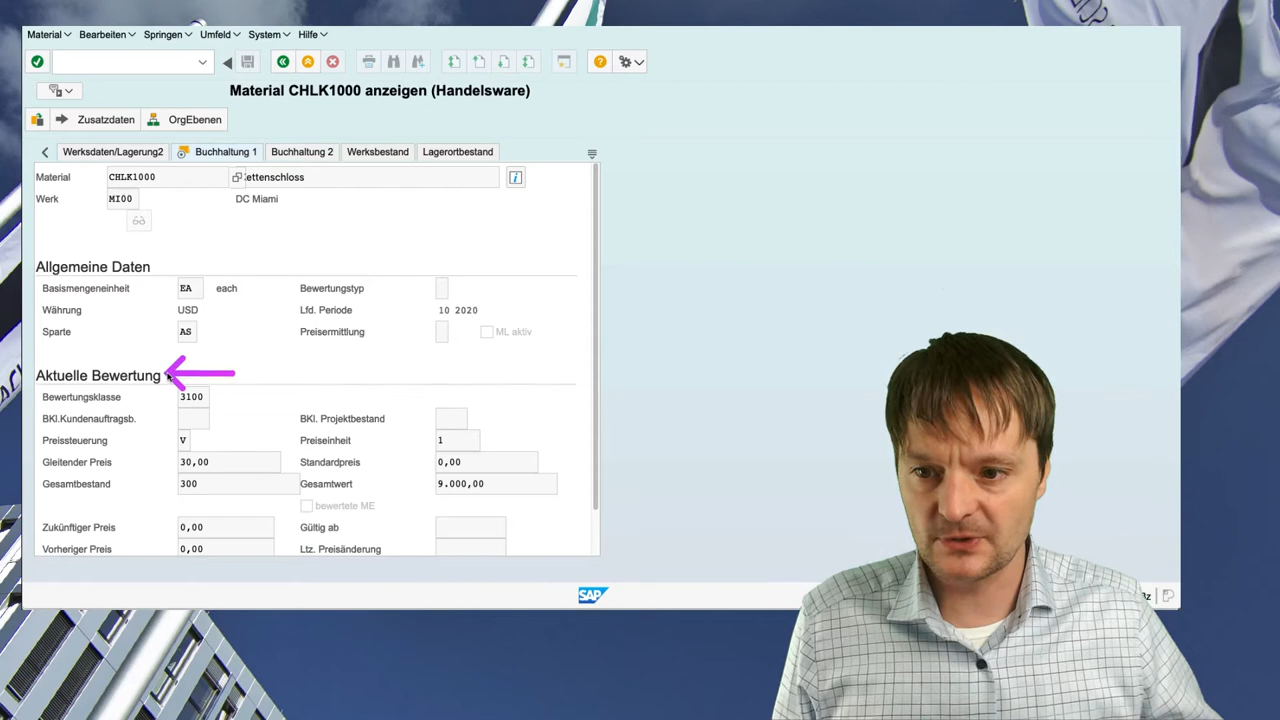 Material Bearbeiten Springen Umfeld System Hilfe
Material CHLK1000 anzeigen (Handelsware)
Zusatzdaten OrgEbenen
Werksdaten/Lagerung2 Buchhaltung 1 Buchhaltung 2 Werksbestand Lagerortbestand
Material CHLK1000 ettenschloss
Werk MI00 DC Miami
Allgemeine Daten
Basismengeneinheit EA each Bewertungstyp
Währung USD Lfd. Periode 10 2020
Sparte AS Preisermittlung ML aktiv
Aktuelle Bewertung
Bewertungsklasse 3100
BKl.Kundenauftragsb. BKl. Projektbestand
Preissteuerung V Preiseinheit 1
Gleitender Preis 30,00 Standardpreis 0,00
Gesamtbestand 300 Gesamtwert 9.000,00
bewertete ME
Zukünftiger Preis 0,00 Gültig ab
Vorheriger Preis 0,00 Ltz. Preisänderung
SAP